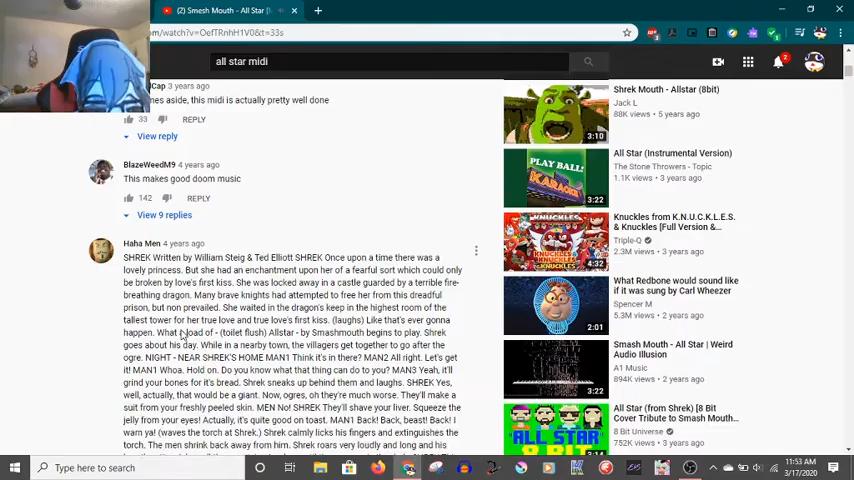 (2) Smesh Mouth - All Star [M
watch?v=OefTRnhH1V0&t=33s
all star midi
2
Cap 3 years ago
nes aside, this midi is actually pretty well done
33 REPLY
View reply
BlazeWeedM9 4 years ago
This makes good doom music
142 REPLY
View 9 replies
Haha Men 4 years ago
SHREK Written by William Steig & Ted Elliott SHREK Once upon a time there was a
lovely princess. But she had an enchantment upon her of a fearful sort which could only
be broken by love's first kiss. She was locked away in a castle guarded by a terrible fire-
breathing dragon. Many brave knights had attempted to free her from this dreadful
prison, but non prevailed. She waited in the dragon's keep in the highest room of the
tallest tower for her true love and true love's first kiss. (laughs) Like that's ever gonna
happen. What a load of - (toilet flush) Allstar - by Smashmouth begins to play. Shrek
goes about his day. While in a nearby town, the villagers get together to go after the
ogre. NIGHT - NEAR SHREK'S HOME MAN1 Think it's in there? MAN2 All right. Let's get
it! MAN1 Whoa. Hold on. Do you know what that thing can do to you? MAN3 Yeah, it'll
grind your bones for it's bread. Shrek sneaks up behind them and laughs. SHREK Yes,
well, actually, that would be a giant. Now, ogres, oh they're much worse. They'll make a
suit from your freshly peeled skin. MEN No! SHREK They'll shave your liver. Squeeze the
jelly from your eyes! Actually, it's quite good on toast. MAN1 Back! Back, beast! Back! I
warn ya! (waves the torch at Shrek.) Shrek calmly licks his fingers and extinguishes the
torch. The men shrink back away from him. Shrek roars very loudly and long and his
Shrek Mouth - Allstar (8bit)
Jack L
88K views • 5 years ago
3:10
All Star (Instrumental Version)
The Stone Throwers - Topic
1.1K views • 3 years ago
PLAY BALL!
KARAOKE
3:22
Knuckles from K.N.U.C.K.L.E.S.
& Knuckles [Full Version &...
Triple-Q
KNUCKLES
4:32
What Redbone would sound like
if it was sung by Carl Wheezer
Spencer M
5.3M views • 2 years ago
2:01
Smash Mouth - All Star | Weird
Audio Illusion
A1 Music
894K views • 2 years ago
3:22
All Star (from Shrek) [8 Bit
Cover Tribute to Smash Mouth...
8 Bit Universe
752K views • 3 years ago
ALL STAR
8 BIT
3:14
Type here to search
11:53 AM
3/17/2020